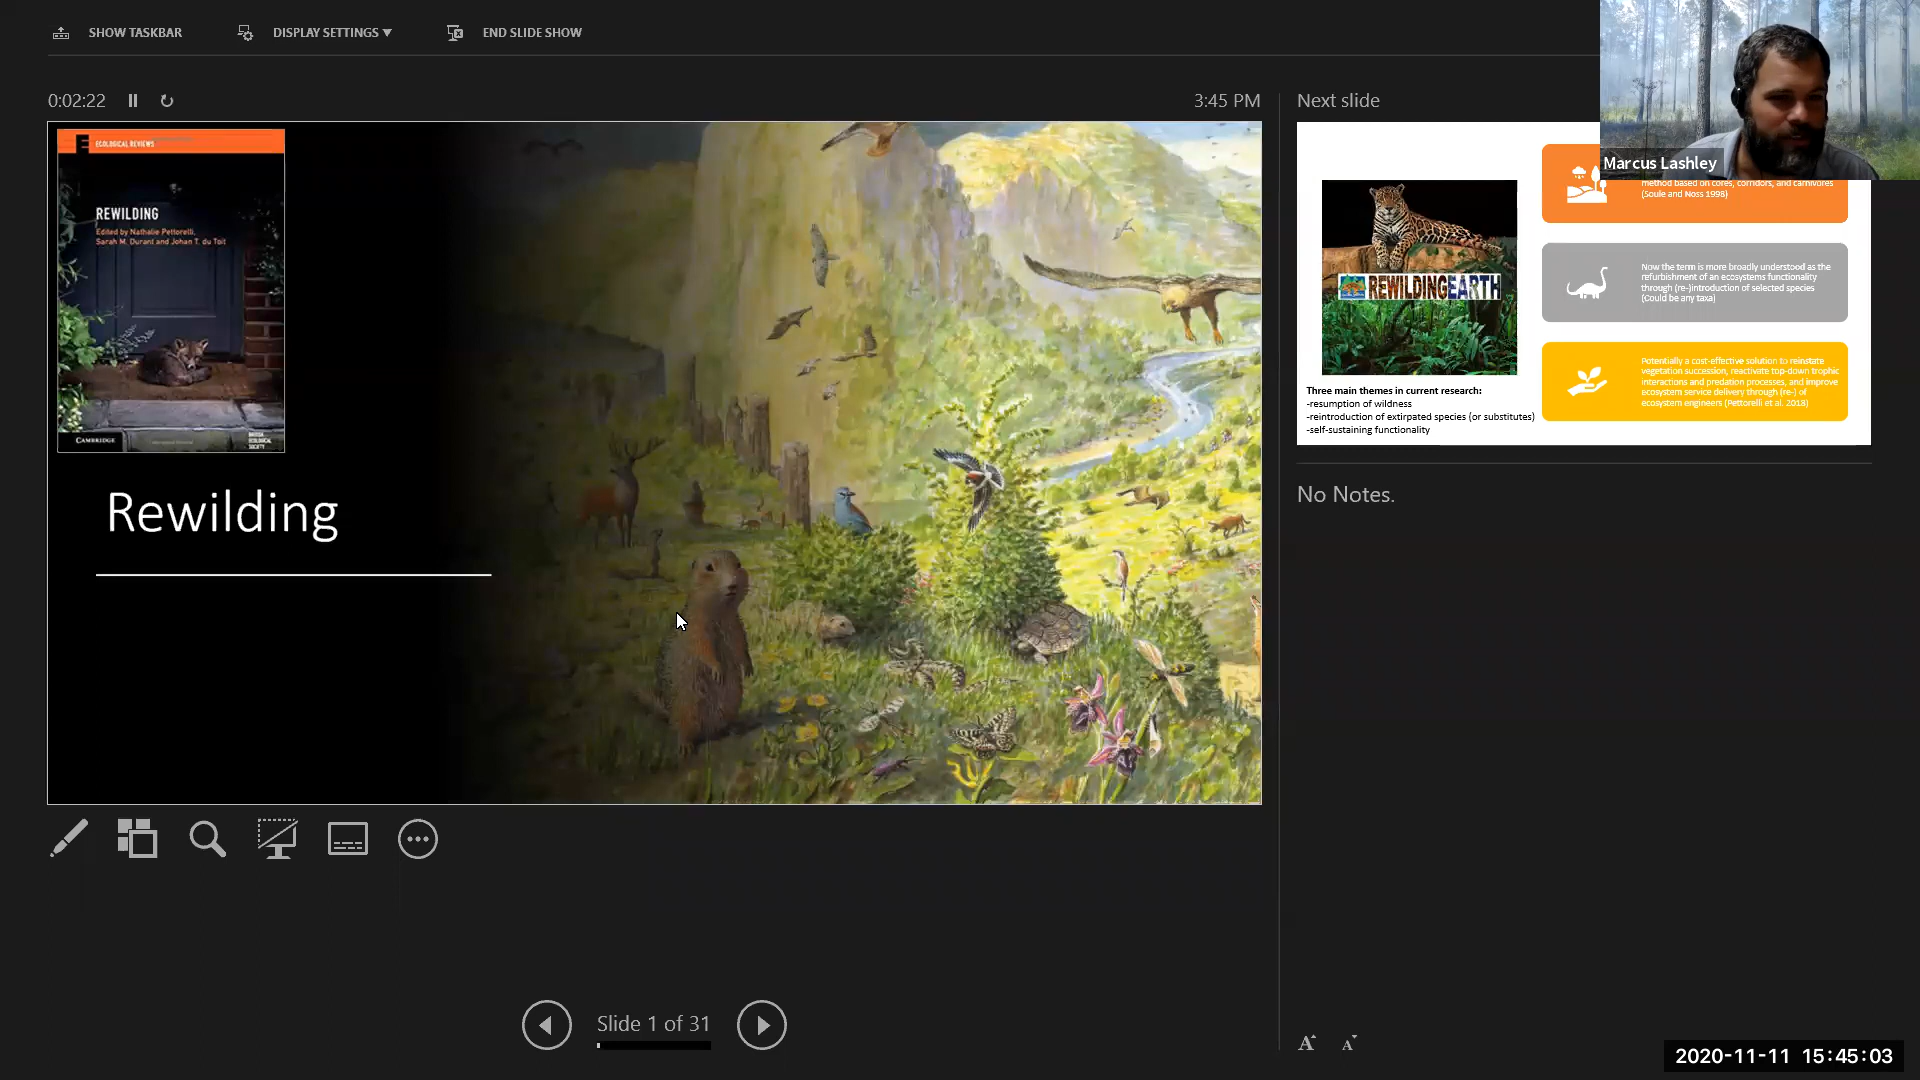 SHOW TASKBAR
DISPLAY SETTINGS ▼
END SLIDE SHOW
0:02:22
3:45 PM
Next slide
Marcus Lashley
ECOLOGICAL REVIEWS
REWILDING
Edited by Nathalie Pettorelli,
Sarah M. Durant and Johan T. du Toit
CAMBRIDGE
BRITISH
ECOLOGICAL
SOCIETY
Rewilding
method based on cores, corridors, and carnivores
(Soule and Noss 1998)
REWILDINGEARTH
Now the term is more broadly understood as the
refurbishment of an ecosystems functionality
through (re-)introduction of selected species
(Could be any taxa)
Potentially a cost-effective solution to reinstate
vegetation succession, reactivate top-down trophic
interactions and predation processes, and improve
ecosystem service delivery through (re-) of
ecosystem engineers (Pettorelli et al. 2018)
Three main themes in current research:
-resumption of wildness
-reintroduction of extirpated species (or substitutes)
-self-sustaining functionality
No Notes.
Slide 1 of 31
A A
2020-11-11 15:45:03